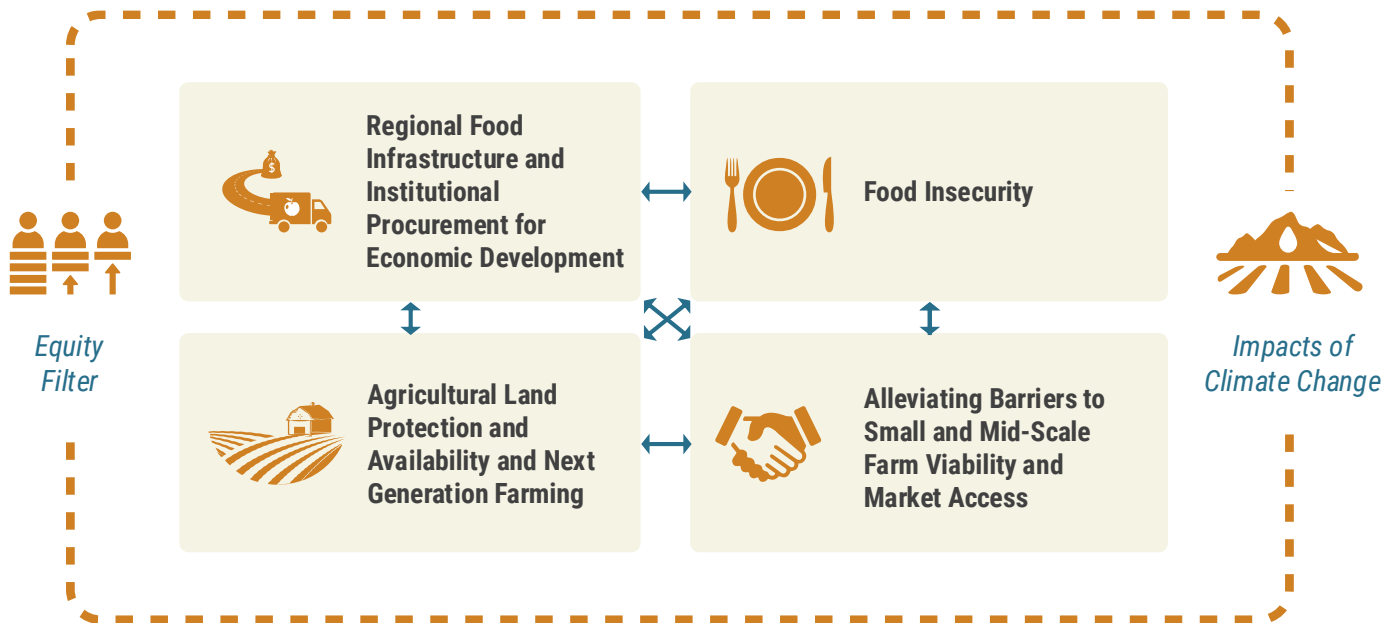 Regional Food
Infrastructure and
Institutional
Procurement for
Economic Development
$
Food Insecurity
Equity
Filter
Impacts of
Climate Change
Agricultural Land
Protection and
Availability and Next
Generation Farming
Alleviating Barriers to
Small and Mid-Scale
Farm Viability and
Market Access